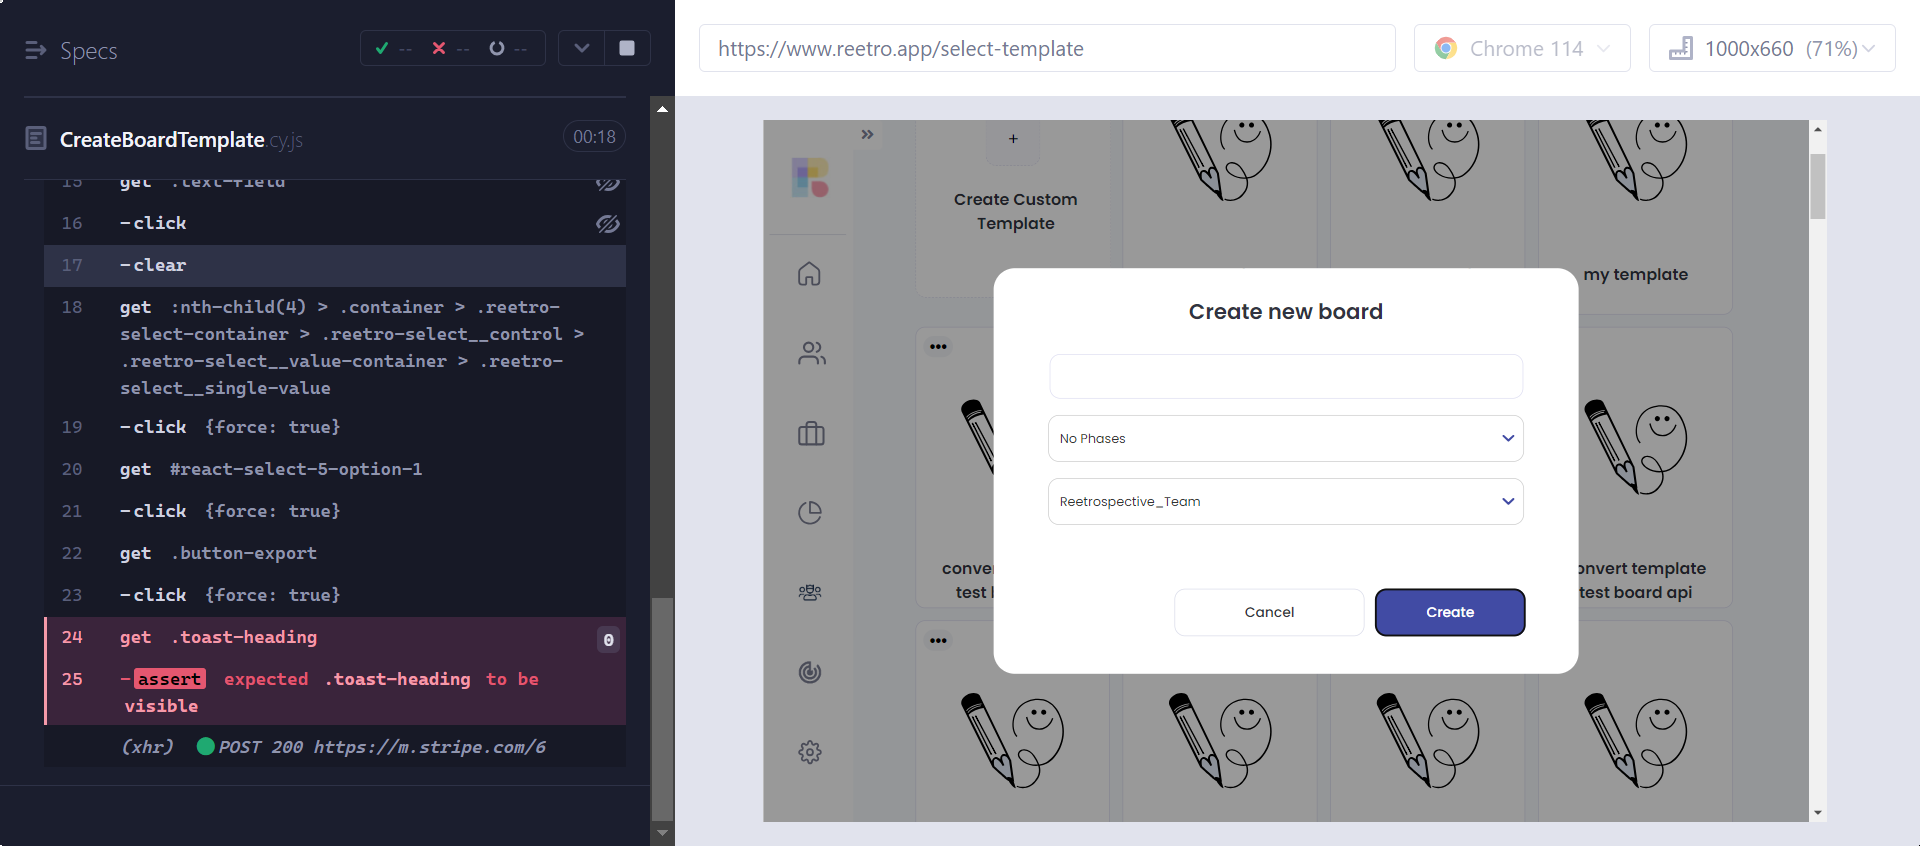 Specs
-- -- --
CreateBoardTemplate.cy.js 00:18
15 get .text-field
16 -click
17 -clear
18 get :nth-child(4) > .container > .reetro-
select-container > .reetro-select__control >
.reetro-select__value-container > .reetro-
select__single-value
19 -click {force: true}
20 get #react-select-5-option-1
21 -click {force: true}
22 get .button-export
23 -click {force: true}
24 get .toast-heading 0
25 -assert expected .toast-heading to be
visible
(xhr) POST 200 https://m.stripe.com/6
https://www.reetro.app/select-template
Chrome 114
1000x660 (71%)
+
Create Custom
Template
my template
Create new board
No Phases
Reetrospective_Team
Cancel
Create
conve
test
nvert template
test board api